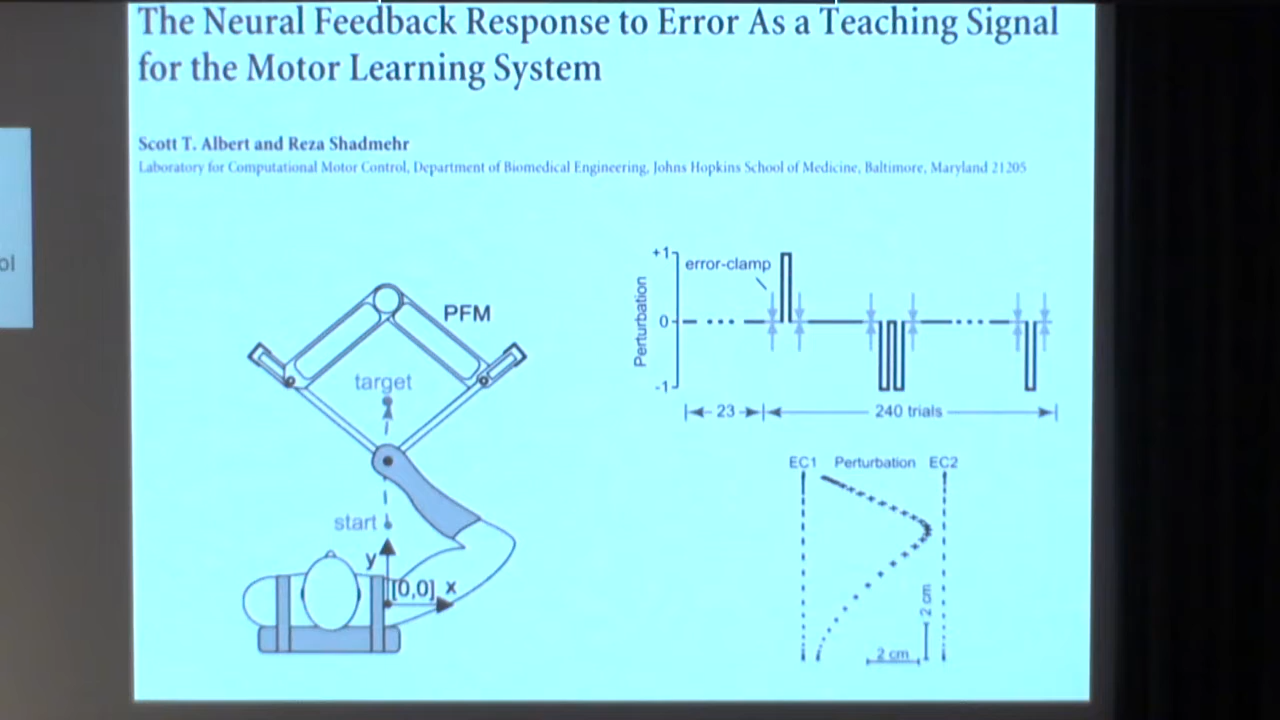 The Neural Feedback Response to Error As a Teaching Signal
for the Motor Learning System
Scott T. Albert and Reza Shadmehr
Laboratory for Computational Motor Control, Department of Biomedical Engineering, Johns Hopkins School of Medicine, Baltimore, Maryland 21205
ol
PFM
target
start
y
[0,0] x
Perturbation
+1
0
-1
error-clamp
23
240 trials
EC1 Perturbation EC2
2 cm
2 cm